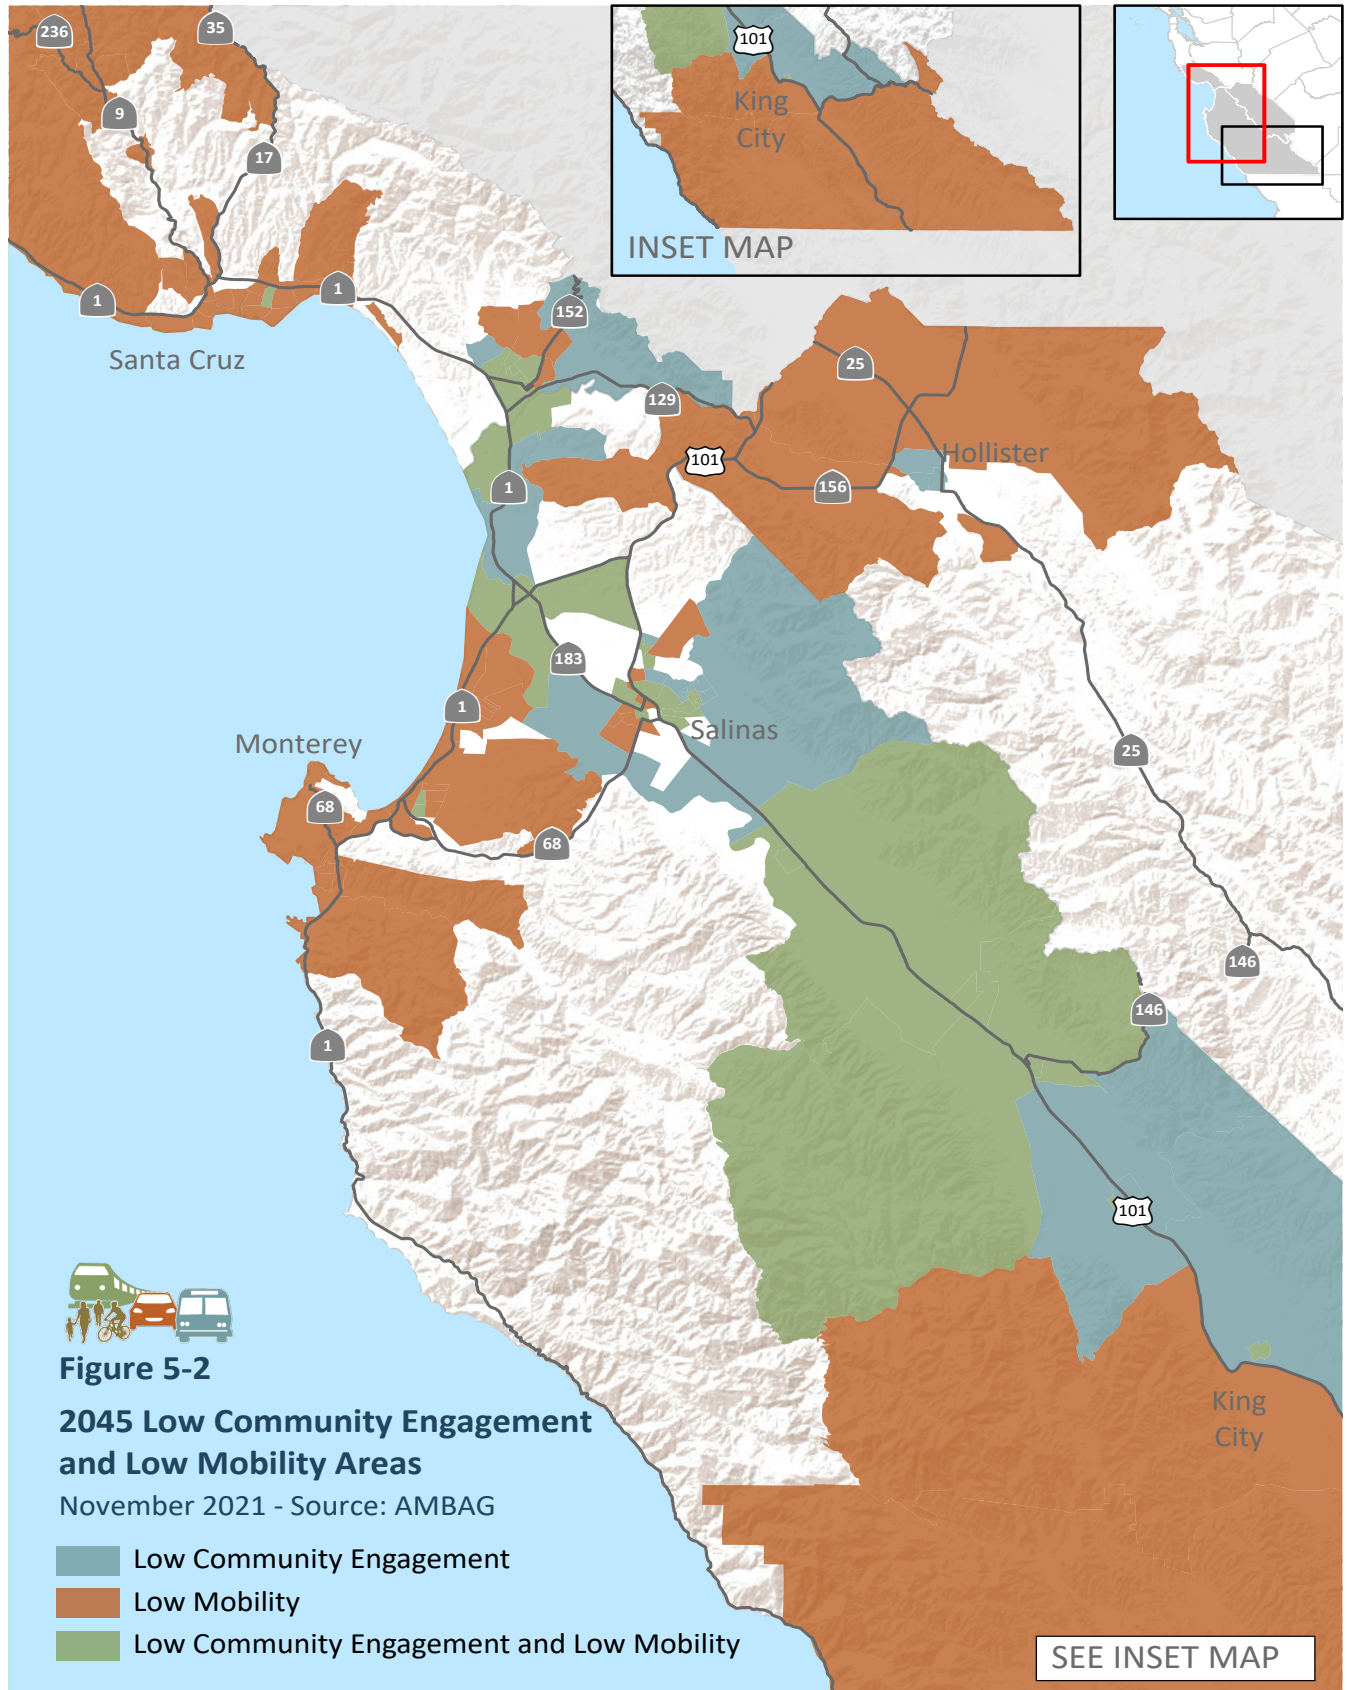 236
35
9
17
1
1
Santa Cruz
101
King
City
INSET MAP
152
129
25
101
156
Hollister
1
183
1
Salinas
Monterey
68
68
25
146
146
1
101
King
City
Figure 5-2
2045 Low Community Engagement
and Low Mobility Areas
November 2021 - Source: AMBAG
Low Community Engagement
Low Mobility
Low Community Engagement and Low Mobility
SEE INSET MAP